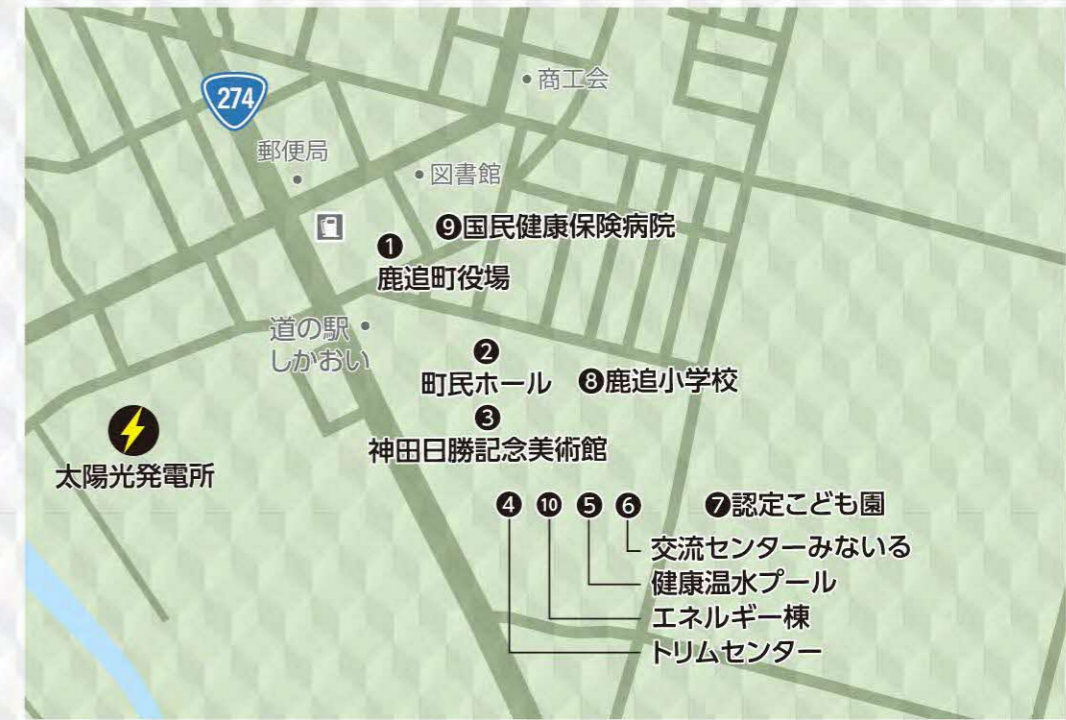 商工会
274
郵便局
図書館
❾国民健康保険病院
❶
鹿追町役場
道の駅
しかおい
❷
町民ホール
❽鹿追小学校
❸
神田日勝記念美術館
太陽光発電所
❹ ❿ ❺ ❻
❼認定こども園
交流センターみないる
健康温水プール
エネルギー棟
トリムセンター